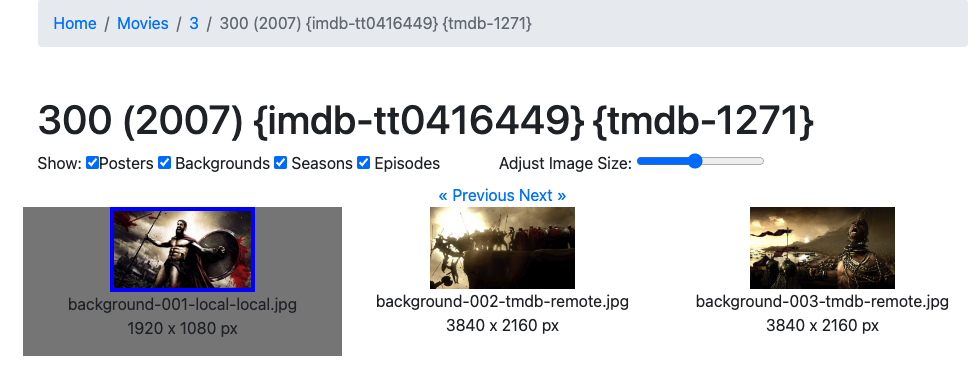 Home / Movies / 3 / 300 (2007) {imdb-tt0416449} {tmdb-1271}
300 (2007) {imdb-tt0416449} {tmdb-1271}
Show: Posters Backgrounds Seasons Episodes Adjust Image Size:
« Previous Next »
background-001-local-local.jpg background-002-tmdb-remote.jpg background-003-tmdb-remote.jpg
1920 x 1080 px 3840 x 2160 px 3840 x 2160 px